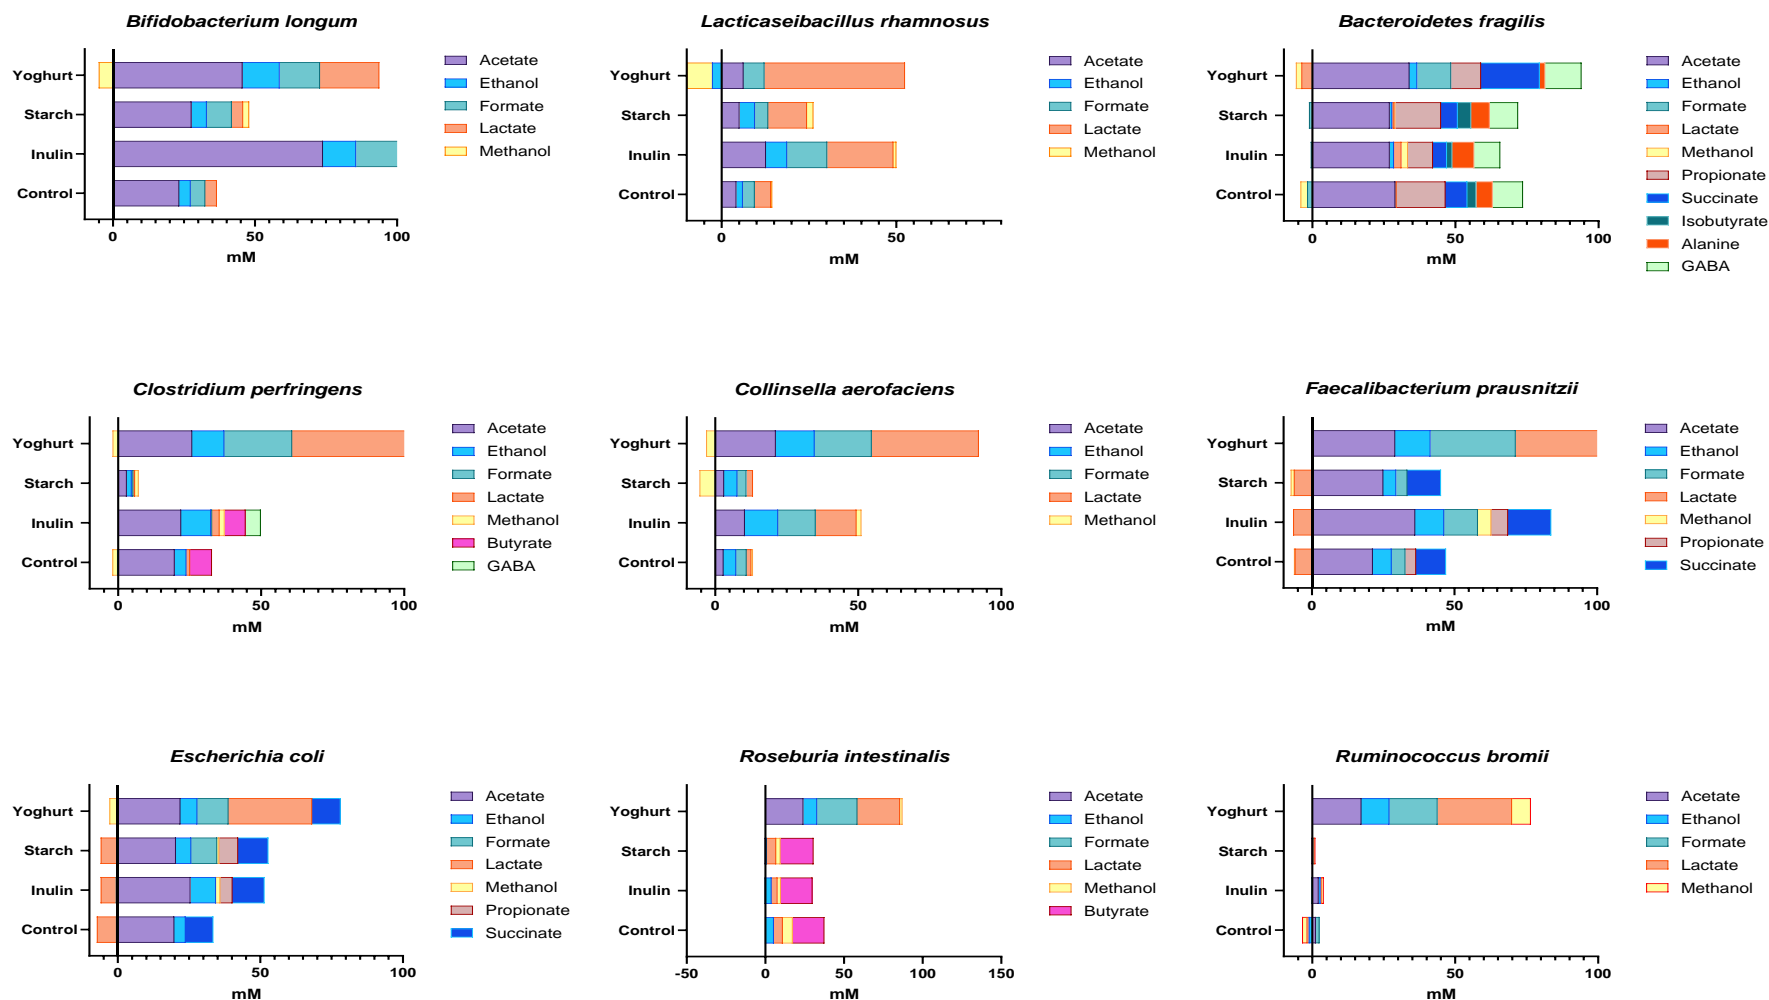 Bifidobacterium longum
Yoghurt
Starch
Inulin
Control
0
50
100
mM
Acetate
Ethanol
Formate
Lactate
Methanol
Lacticaseibacillus rhamnosus
Yoghurt
Starch
Inulin
Control
0
50
mM
Acetate
Ethanol
Formate
Lactate
Methanol
Bacteroidetes fragilis
Yoghurt
Starch
Inulin
Control
0
50
100
mM
Acetate
Ethanol
Formate
Lactate
Methanol
Propionate
Succinate
Isobutyrate
Alanine
GABA
Clostridium perfringens
Yoghurt
Starch
Inulin
Control
0
50
100
mM
Acetate
Ethanol
Formate
Lactate
Methanol
Butyrate
GABA
Collinsella aerofaciens
Yoghurt
Starch
Inulin
Control
0
50
100
mM
Acetate
Ethanol
Formate
Lactate
Methanol
Faecalibacterium prausnitzii
Yoghurt
Starch
Inulin
Control
0
50
100
mM
Acetate
Ethanol
Formate
Lactate
Methanol
Propionate
Succinate
Escherichia coli
Yoghurt
Starch
Inulin
Control
0
50
100
mM
Acetate
Ethanol
Formate
Lactate
Methanol
Propionate
Succinate
Roseburia intestinalis
Yoghurt
Starch
Inulin
Control
-50
0
50
100
150
mM
Acetate
Ethanol
Formate
Lactate
Methanol
Butyrate
Ruminococcus bromii
Yoghurt
Starch
Inulin
Control
0
50
100
mM
Acetate
Ethanol
Formate
Lactate
Methanol